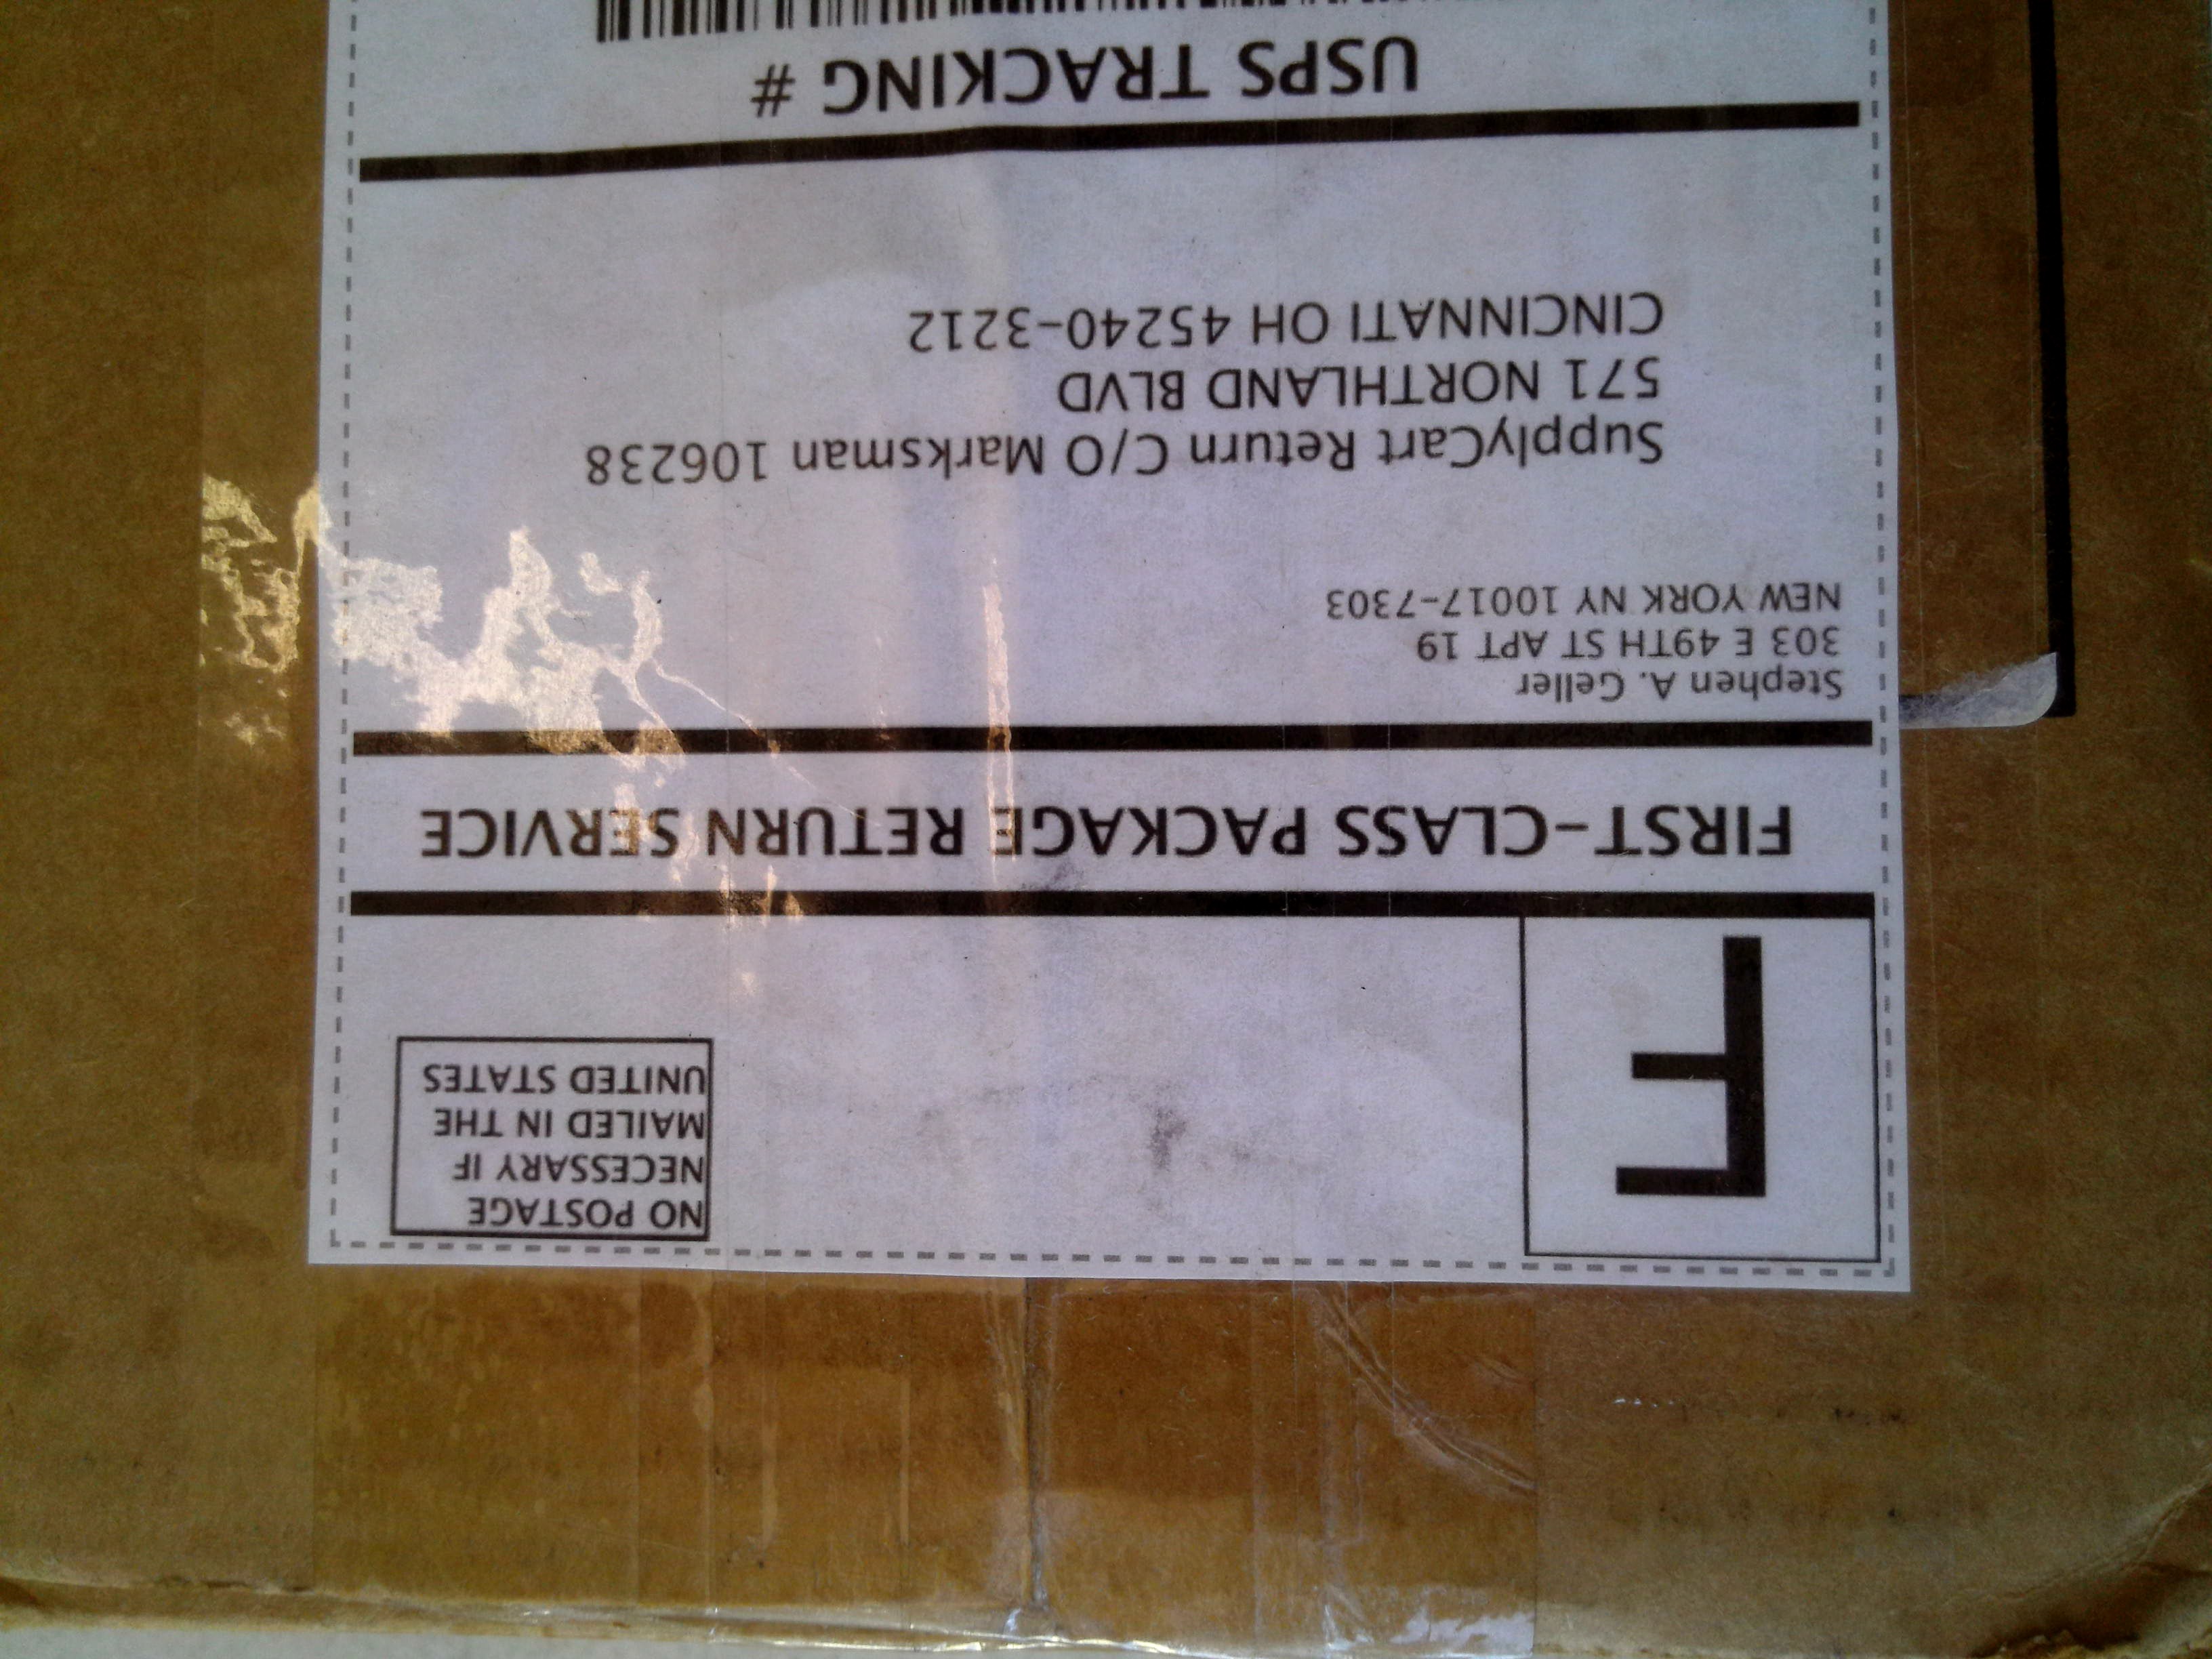 F
NO POSTAGE
NECESSARY IF
MAILED IN THE
UNITED STATES
FIRST-CLASS PACKAGE RETURN SERVICE
Stephen A. Geller
303 E 49TH ST APT 19
NEW YORK NY 10017-7303
SupplyCart Return C/O Marksman 106238
571 NORTHLAND BLVD
CINCINNATI OH 45240-3212
USPS TRACKING #